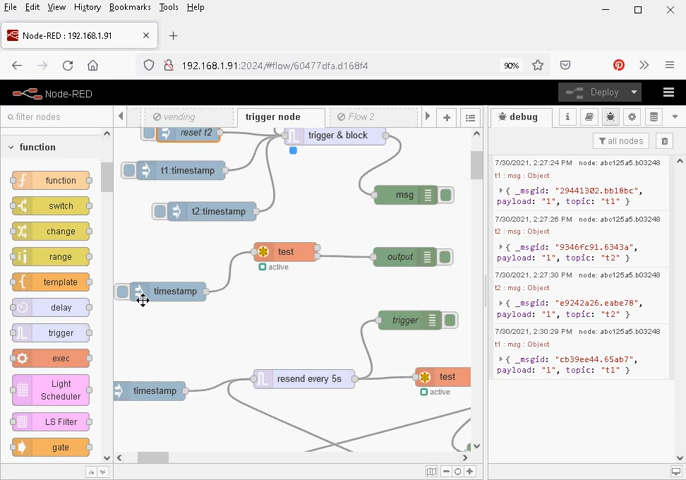 File Edit View History Bookmarks Tools Help
Node-RED : 192.168.1.91
192.168.1.91:2024/#flow/60477dfa.d168f4
90%
Node-RED
Deploy
filter nodes
vending
trigger node
Flow 2
debug
function
all nodes
function
switch
change
range
template
delay
trigger
exec
Light
Scheduler
LS Filter
gate
reset t2
trigger & block
t1:timestamp
msg
t2:timestamp
test
active
output
timestamp
trigger
timestamp
resend every 5s
test
active
7/30/2021, 2:27:24 PM node: abc125a5.b03248
t1 : msg : Object
{ _msgid: "29441302.bb18bc",
payload: "1", topic: "t1" }
7/30/2021, 2:27:26 PM node: abc125a5.b03248
t2 : msg : Object
{ _msgid: "9346fc91.6343a",
payload: "1", topic: "t2" }
7/30/2021, 2:27:30 PM node: abc125a5.b03248
t2 : msg : Object
{ _msgid: "e9242a26.eabe78",
payload: "1", topic: "t2" }
7/30/2021, 2:30:29 PM node: abc125a5.b03248
t1 : msg : Object
{ _msgid: "cb39ee44.65ab7",
payload: "1", topic: "t1" }